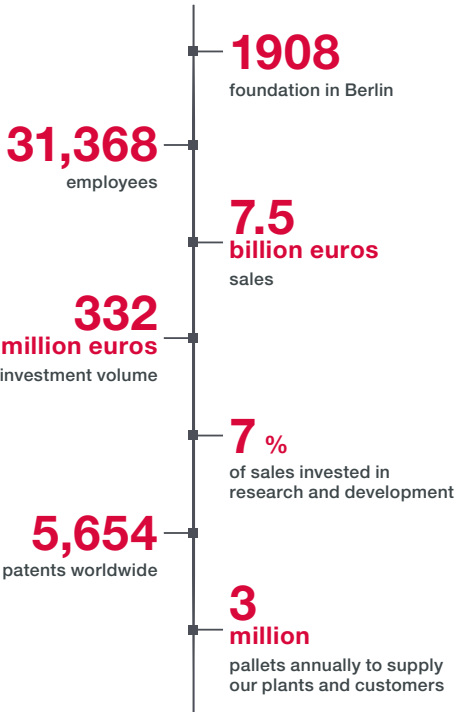 1908
foundation in Berlin
31,368
employees
7.5
billion euros
sales
332
million euros
investment volume
7 %
of sales invested in
research and development
5,654
patents worldwide
3
million
pallets annually to supply
our plants and customers